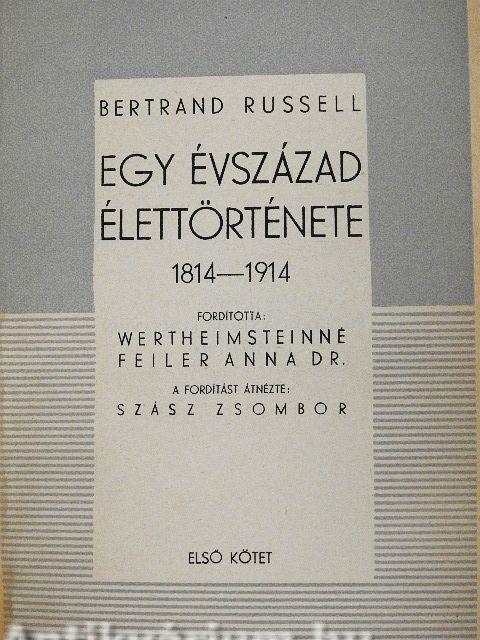 BERTRAND RUSSELL
EGY ÉVSZÁZAD
ÉLETTÖRTÉNETE
1814—1914
FORDÍTOTTA:
WERTHEIMSTEINNÉ
FEILER ANNA DR.
A FORDÍTÁST ÁTNÉZTE:
SZÁSZ ZSOMBOR
ELSŐ KÖTET